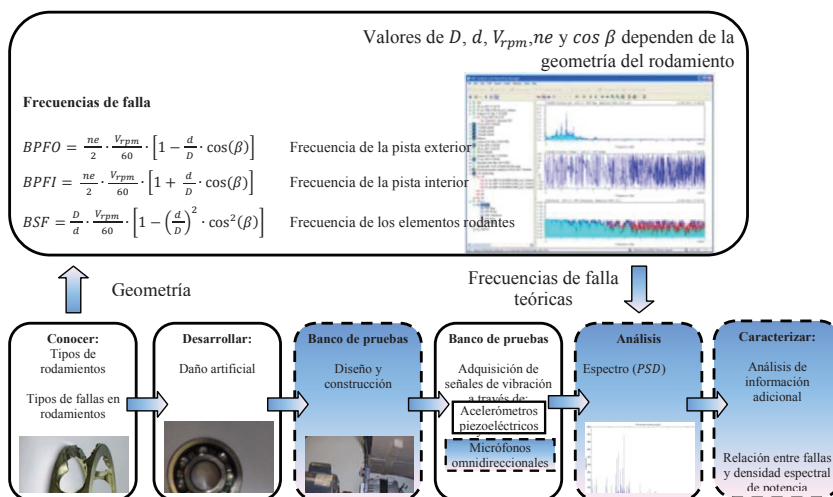 Valores de D, d, V_rpm,ne y cos β dependen de la
geometría del rodamiento
Frecuencias de falla
BPFO = ne/2 · V_rpm/60 · [1 − d/D · cos(β)] Frecuencia de la pista exterior
BPFI = ne/2 · V_rpm/60 · [1 + d/D · cos(β)] Frecuencia de la pista interior
BSF = D/d · V_rpm/60 · [1 − (d/D)² · cos²(β)] Frecuencia de los elementos rodantes
Geometría
Frecuencias de falla
teóricas
Conocer:
Tipos de
rodamientos
Tipos de fallas en
rodamientos
Desarrollar:
Daño artificial
Banco de pruebas
Diseño y
construcción
Banco de pruebas
Adquisición de
señales de vibración
a través de:
Acelerómetros
piezoeléctricos
Micrófonos
omnidireccionales
Análisis
Espectro (PSD)
Caracterizar:
Análisis de
información
adicional
Relación entre fallas
y densidad espectral
de potencia